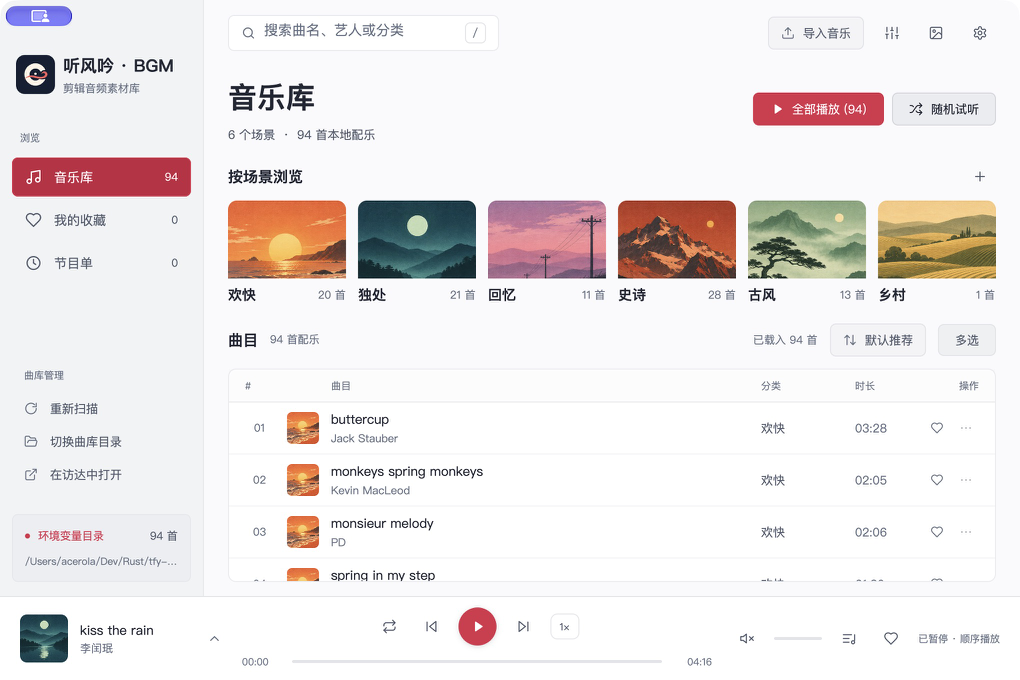 听风吟 · BGM
剪辑音频素材库
浏览
音乐库 94
我的收藏 0
节目单 0
曲库管理
重新扫描
切换曲库目录
在访达中打开
环境变量目录 94 首
/Users/acerola/Dev/Rust/tfy-...
搜索曲名、艺人或分类 /
导入音乐
音乐库
6 个场景 · 94 首本地配乐
全部播放 (94)
随机试听
按场景浏览
欢快 20 首
独处 21 首
回忆 11 首
史诗 28 首
古风 13 首
乡村 1 首
曲目 94 首配乐
已载入 94 首
默认推荐
多选
# 曲目 分类 时长 操作
01 buttercup 欢快 03:28
Jack Stauber
02 monkeys spring monkeys 欢快 02:05
Kevin MacLeod
03 monsieur melody 欢快 02:06
PD
spring in my step
kiss the rain
李闰珉
1x
00:00 04:16
已暂停 · 顺序播放